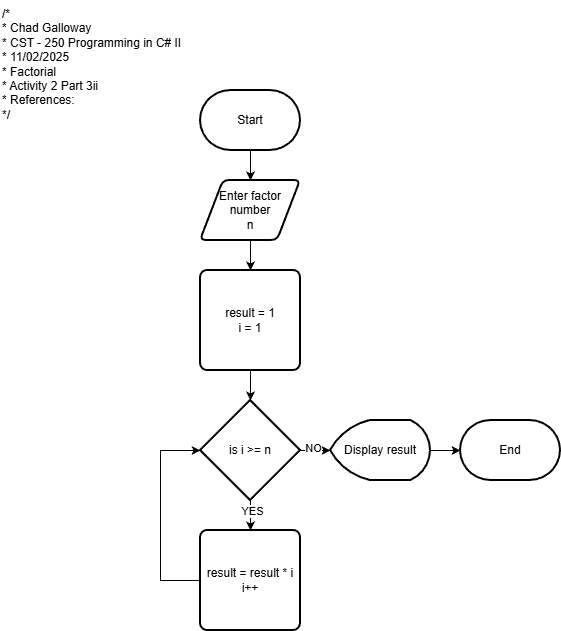 /*
* Chad Galloway
* CST - 250 Programming in C# II
* 11/02/2025
* Factorial
* Activity 2 Part 3ii
* References:
*/
Start
Enter factor
number
n
result = 1
i = 1
is i >= n
NO
Display result
End
YES
result = result * i
i++